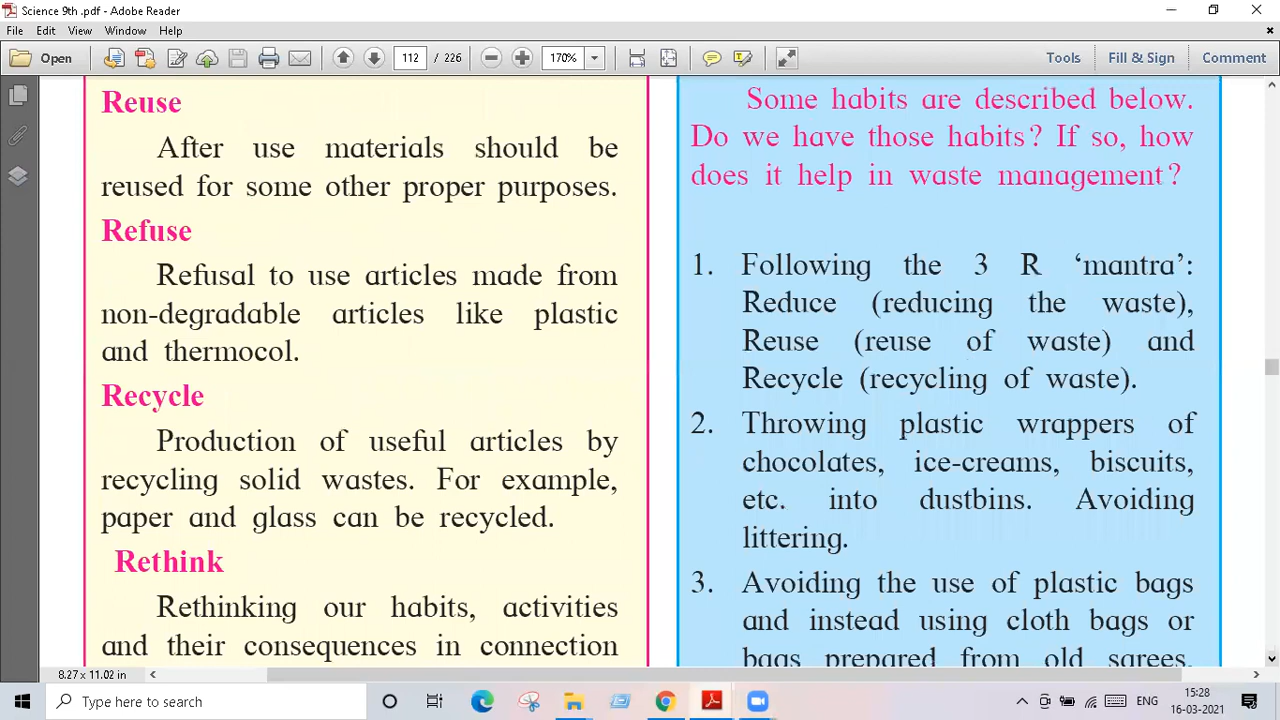 Science 9th .pdf - Adobe Reader
File Edit View Window Help
Open 112 / 226 170% Tools Fill & Sign Comment
Reuse
After use materials should be
reused for some other proper purposes.
Refuse
Refusal to use articles made from
non-degradable articles like plastic
and thermocol.
Recycle
Production of useful articles by
recycling solid wastes. For example,
paper and glass can be recycled.
Rethink
Rethinking our habits, activities
and their consequences in connection
Some habits are described below.
Do we have those habits? If so, how
does it help in waste management?
1. Following the 3 R ‘mantra’:
Reduce (reducing the waste),
Reuse (reuse of waste) and
Recycle (recycling of waste).
2. Throwing plastic wrappers of
chocolates, ice-creams, biscuits,
etc. into dustbins. Avoiding
littering.
3. Avoiding the use of plastic bags
and instead using cloth bags or
bags prepared from old sarees,
8.27 x 11.02 in
Type here to search
ENG
15:28
16-03-2021